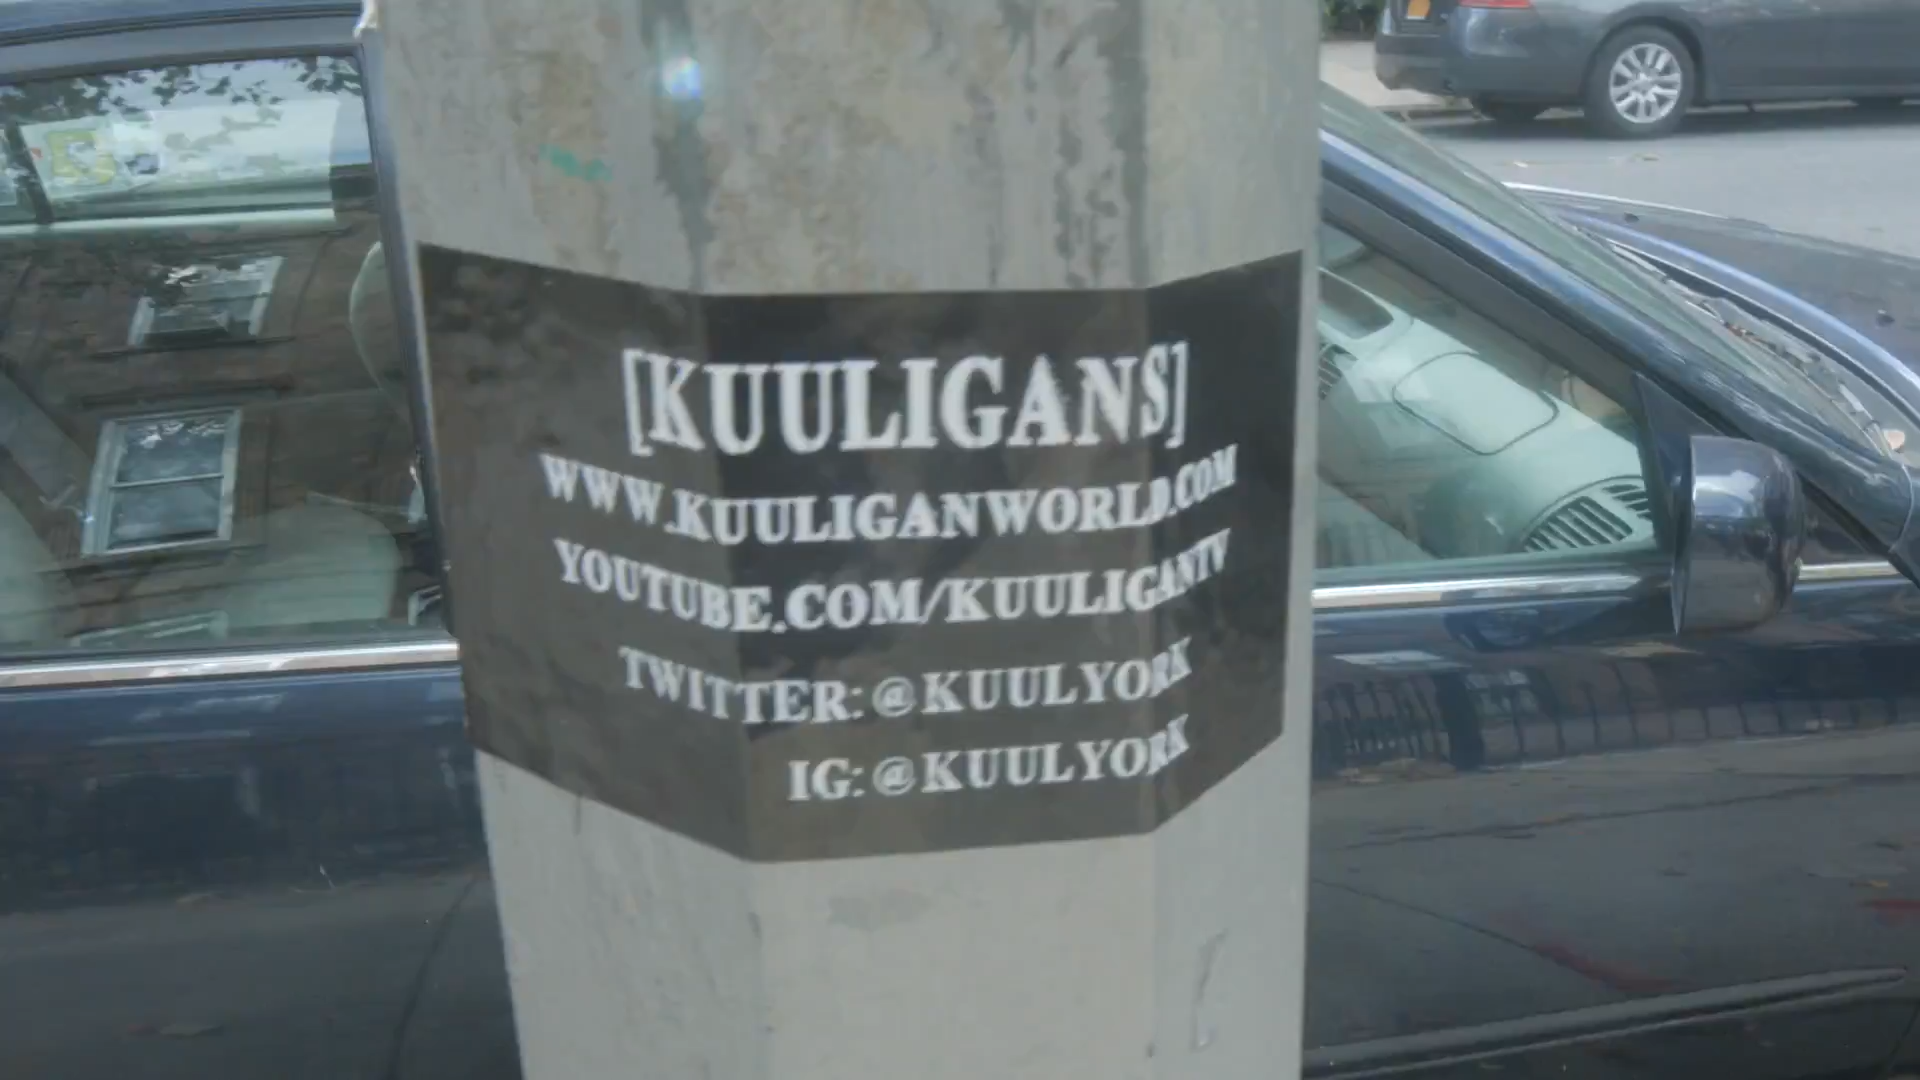 [KUULIGANS]
WWW.KUULIGANWORLD.COM
YOUTUBE.COM/KUULIGANTV
TWITTER: @KUULYORK
IG: @KUULYORK